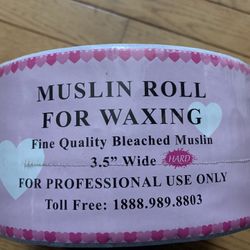 MUSLIN ROLL
FOR WAXING
Fine Quality Bleached Muslin
3.5" Wide HARD
FOR PROFESSIONAL USE ONLY
Toll Free: 1888.989.8803